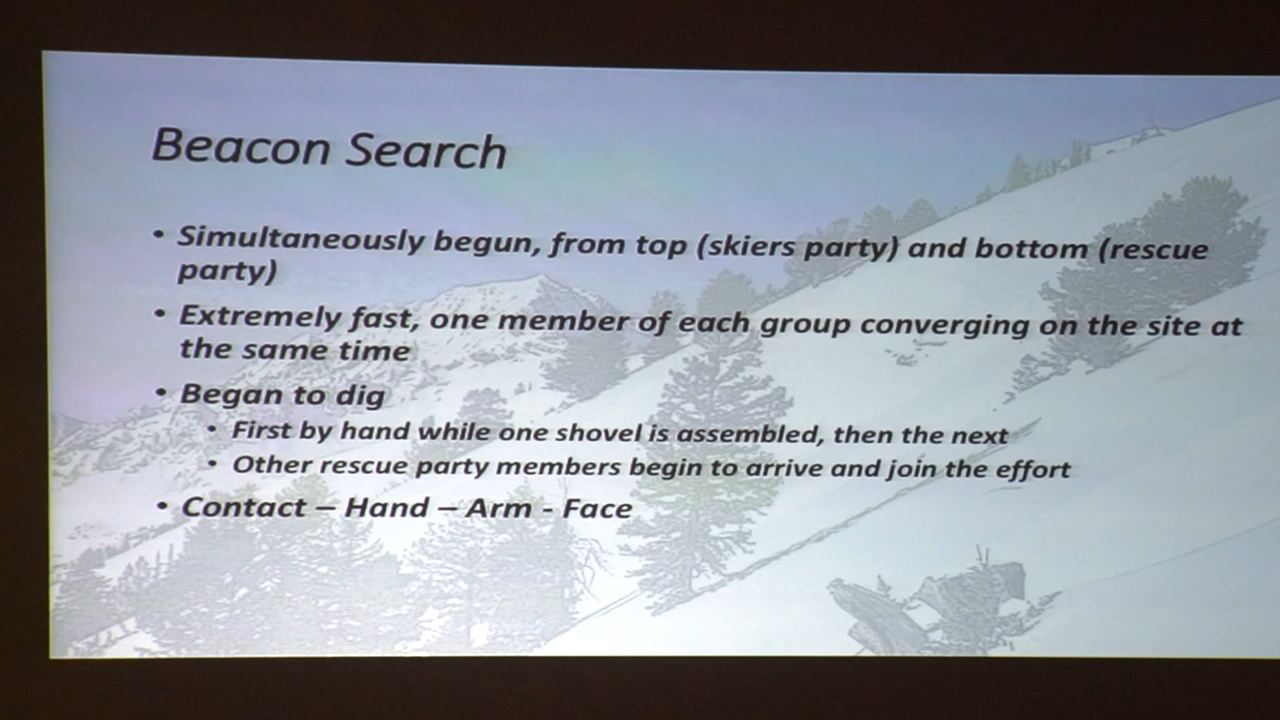 Beacon Search
• Simultaneously begun, from top (skiers party) and bottom (rescue
party)
• Extremely fast, one member of each group converging on the site at
the same time
• Began to dig
• First by hand while one shovel is assembled, then the next
• Other rescue party members begin to arrive and join the effort
• Contact – Hand – Arm - Face